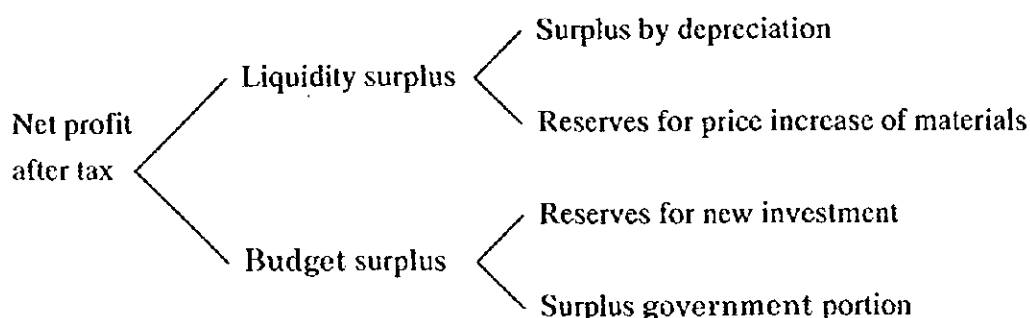 Surplus by depreciation
Liquidity surplus
Reserves for price increase of materials
Net profit
after tax
Reserves for new investment
Budget surplus
Surplus government portion